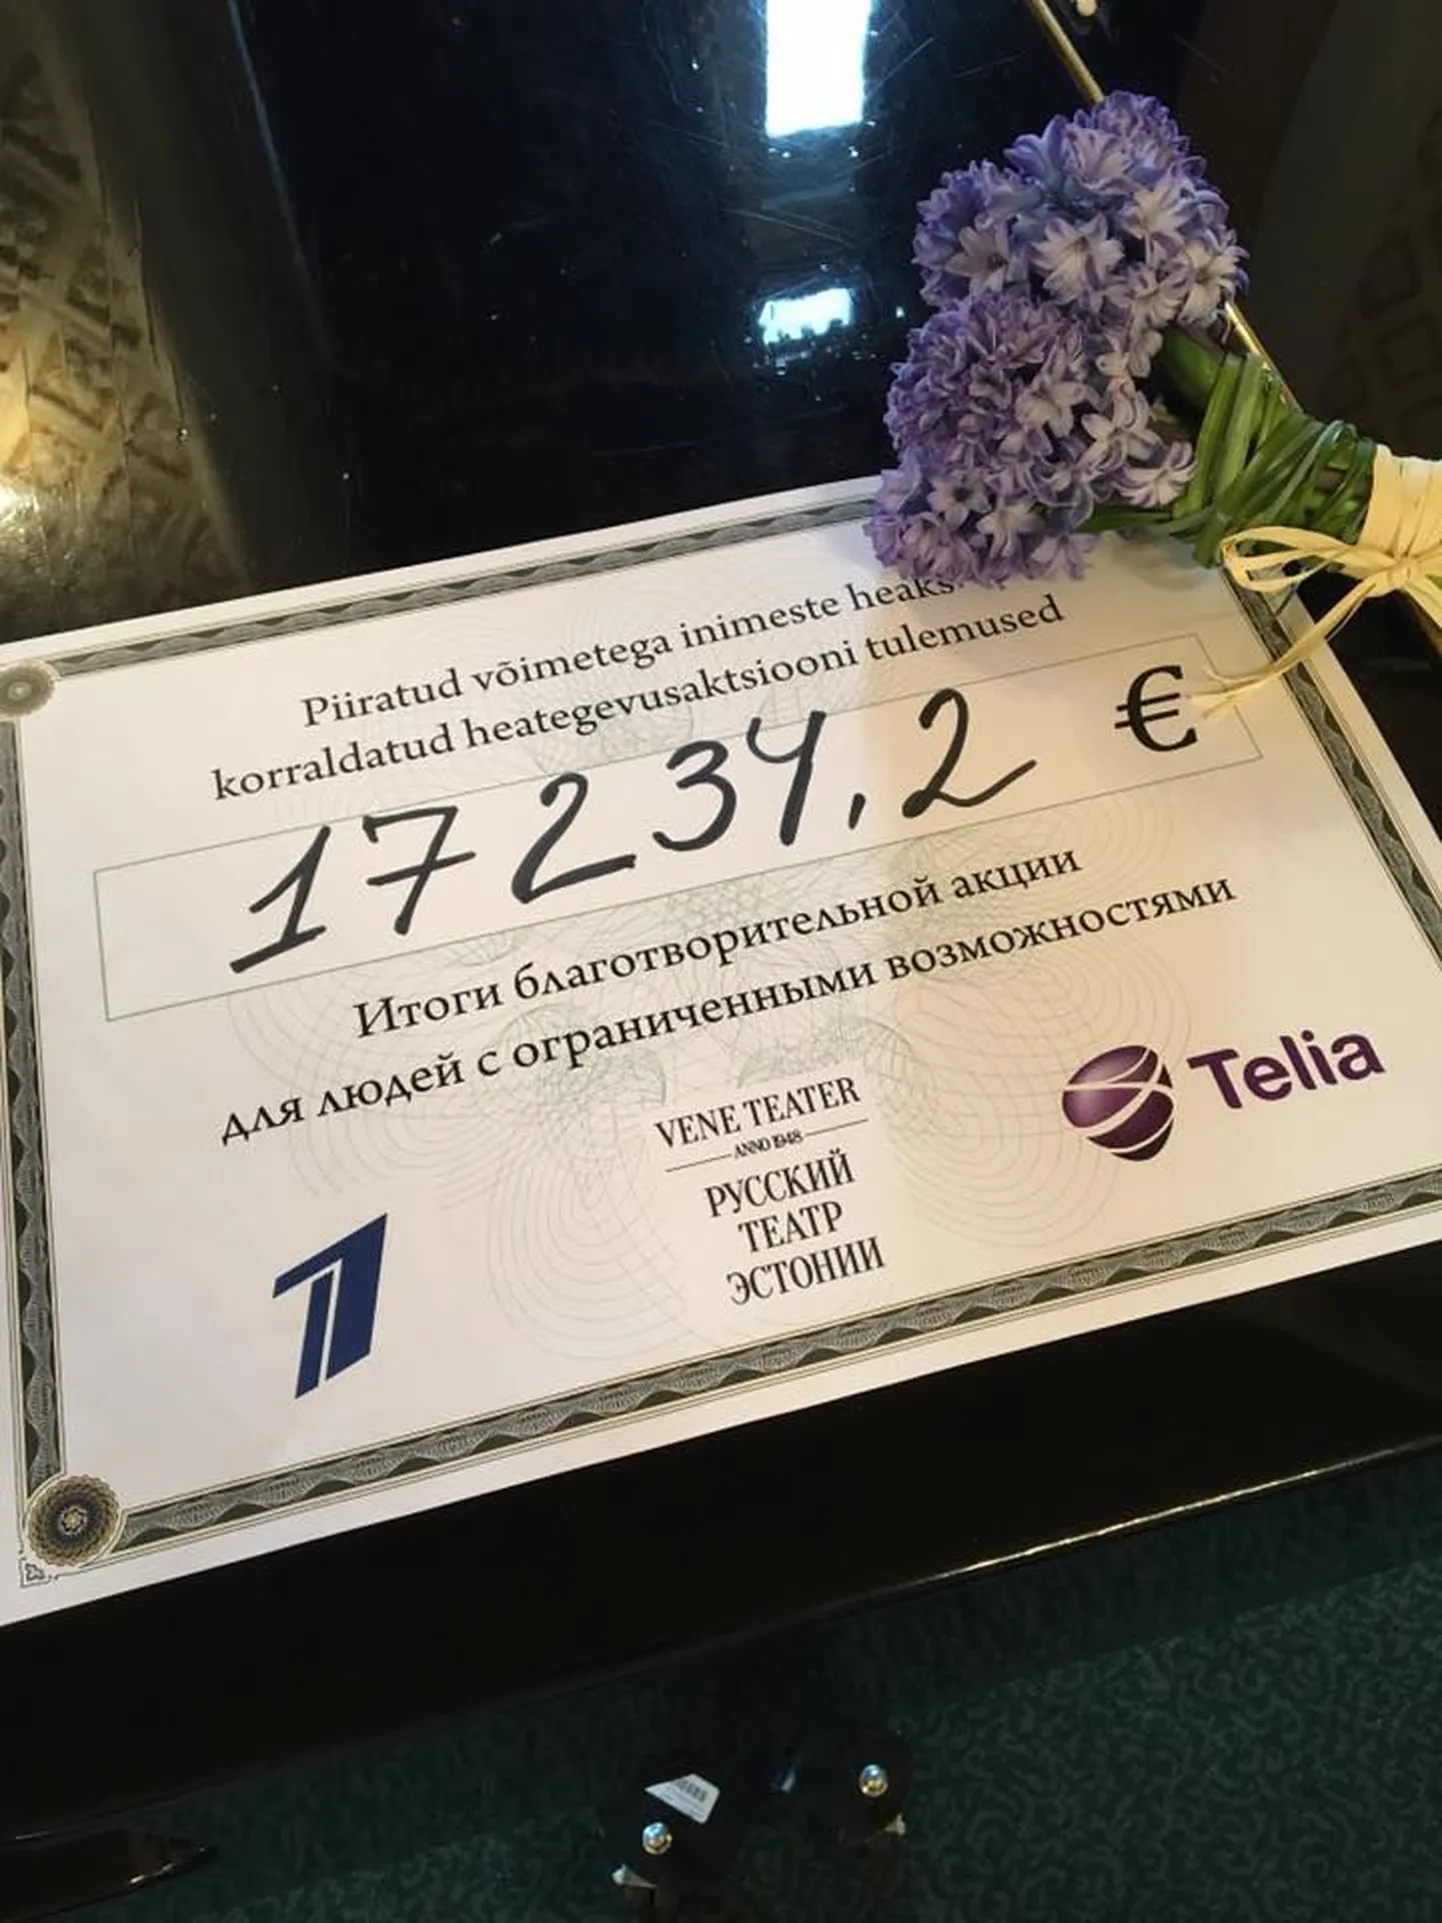 Piiratud võimetega inimeste heaks
korraldatud heategevusaktsiooni tulemused
17234,2 €
Итоги благотворительной акции
для людей с ограниченными возможностями
VENE TEATER
ANNO 1948
РУССКИЙ
ТЕАТР
ЭСТОНИИ
Telia